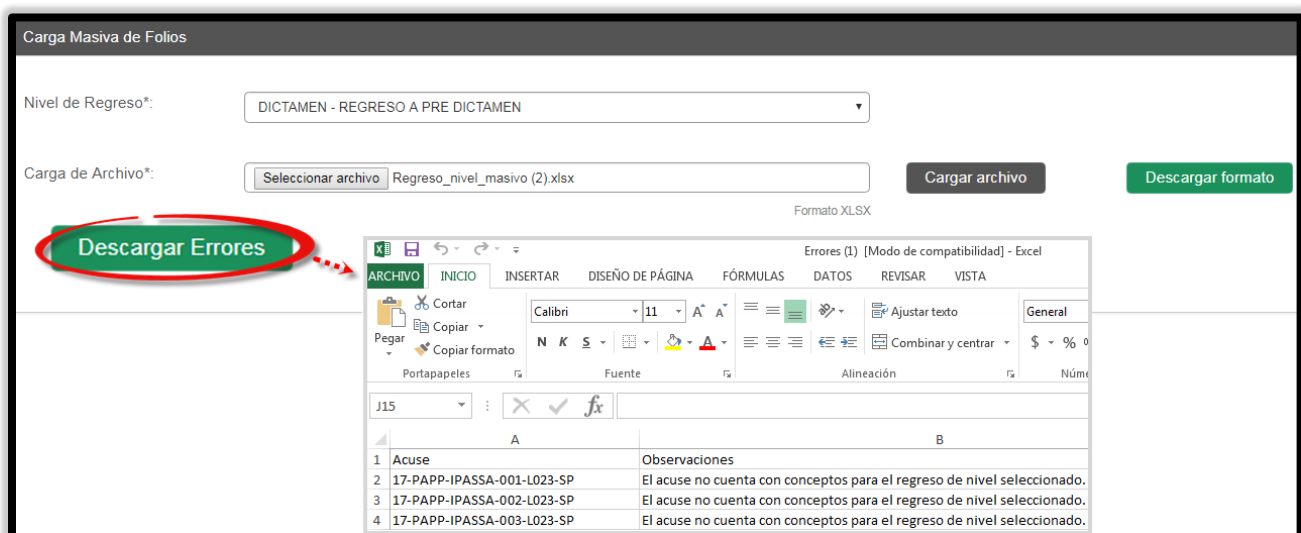 Carga Masiva de Folios
Nivel de Regreso*:
DICTAMEN - REGRESO A PRE DICTAMEN
Carga de Archivo*:
Seleccionar archivo Regreso_nivel_masivo (2).xlsx
Cargar archivo
Descargar formato
Formato XLSX
Descargar Errores
Errores (1) [Modo de compatibilidad] - Excel
ARCHIVO INICIO INSERTAR DISEÑO DE PÁGINA FÓRMULAS DATOS REVISAR VISTA
Pegar
Cortar
Copiar
Copiar formato
Calibri 11 A A
N K S A
Ajustar texto
Combinar y centrar
General
$ %
Portapapeles Fuente Alineación
J15 fx
A B
1 Acuse Observaciones
2 17-PAPP-IPASSA-001-L023-SP El acuse no cuenta con conceptos para el regreso de nivel seleccionado.
3 17-PAPP-IPASSA-002-L023-SP El acuse no cuenta con conceptos para el regreso de nivel seleccionado.
4 17-PAPP-IPASSA-003-L023-SP El acuse no cuenta con conceptos para el regreso de nivel seleccionado.